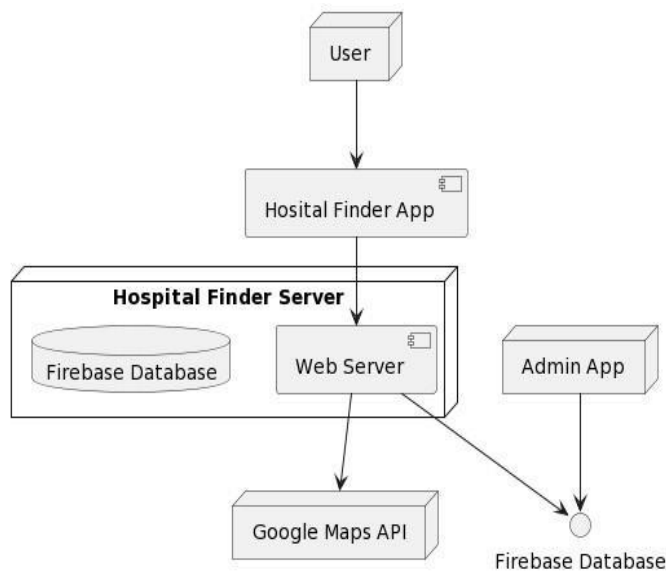 User
Hosital Finder App
Hospital Finder Server
Firebase Database
Web Server
Admin App
Google Maps API
Firebase Database